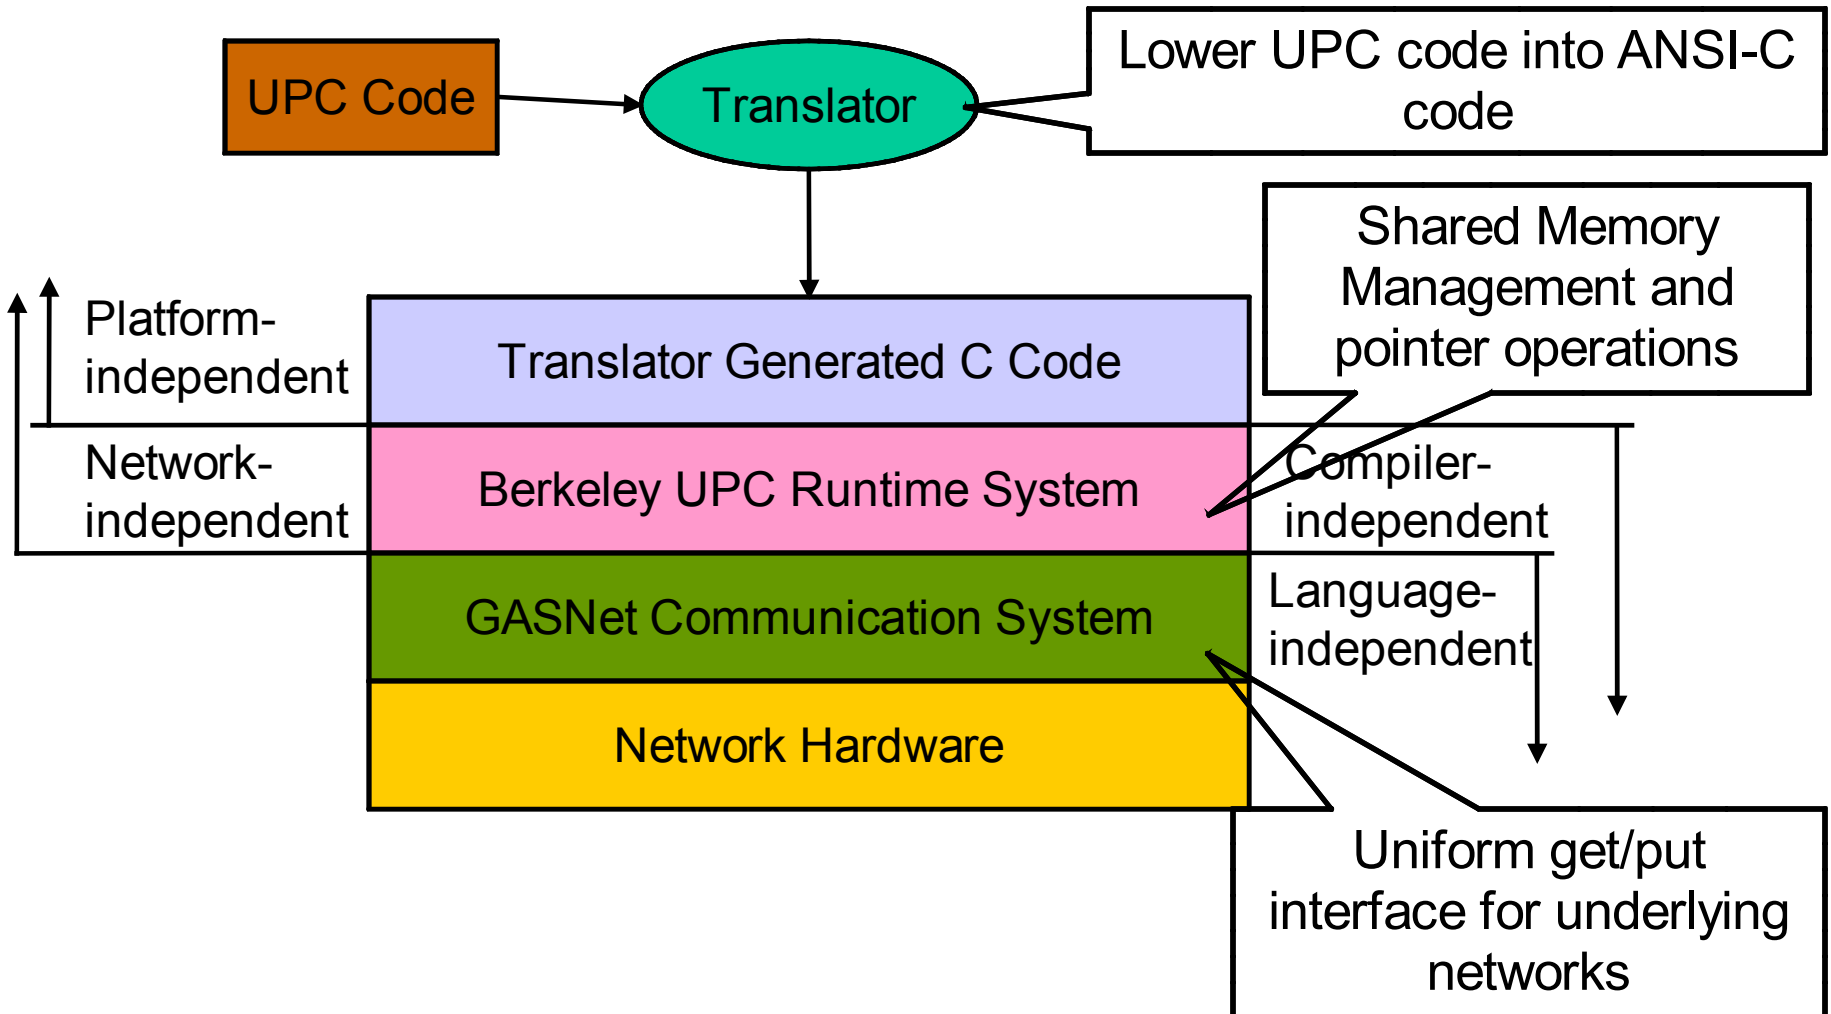 UPC Code
Translator
Lower UPC code into ANSI-C
code
Shared Memory
Management and
pointer operations
Platform-
independent
Translator Generated C Code
Network-
independent
Berkeley UPC Runtime System
Compiler-
independent
GASNet Communication System
Language-
independent
Network Hardware
Uniform get/put
interface for underlying
networks